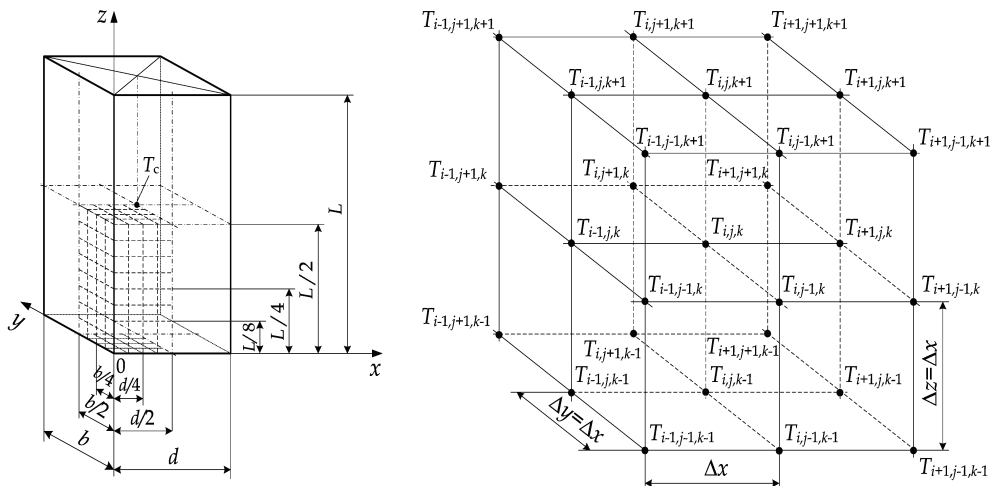 z
T_c
L
L/2
L/4
L/8
y
0
x
b/4
d/4
b/2
d/2
b
d
T_{i-1,j+1,k+1}
T_{i,j+1,k+1}
T_{i+1,j+1,k+1}
T_{i-1,j,k+1}
T_{i,j,k+1}
T_{i+1,j,k+1}
T_{i-1,j-1,k+1}
T_{i,j-1,k+1}
T_{i+1,j-1,k+1}
T_{i-1,j+1,k}
T_{i,j+1,k}
T_{i+1,j+1,k}
T_{i-1,j,k}
T_{i,j,k}
T_{i+1,j,k}
T_{i-1,j-1,k}
T_{i,j-1,k}
T_{i+1,j-1,k}
T_{i-1,j+1,k-1}
T_{i,j+1,k-1}
T_{i+1,j+1,k-1}
T_{i-1,j,k-1}
T_{i,j,k-1}
T_{i+1,j,k-1}
Δz=Δx
Δy=Δx
T_{i-1,j-1,k-1}
T_{i,j-1,k-1}
T_{i+1,j-1,k-1}
Δx